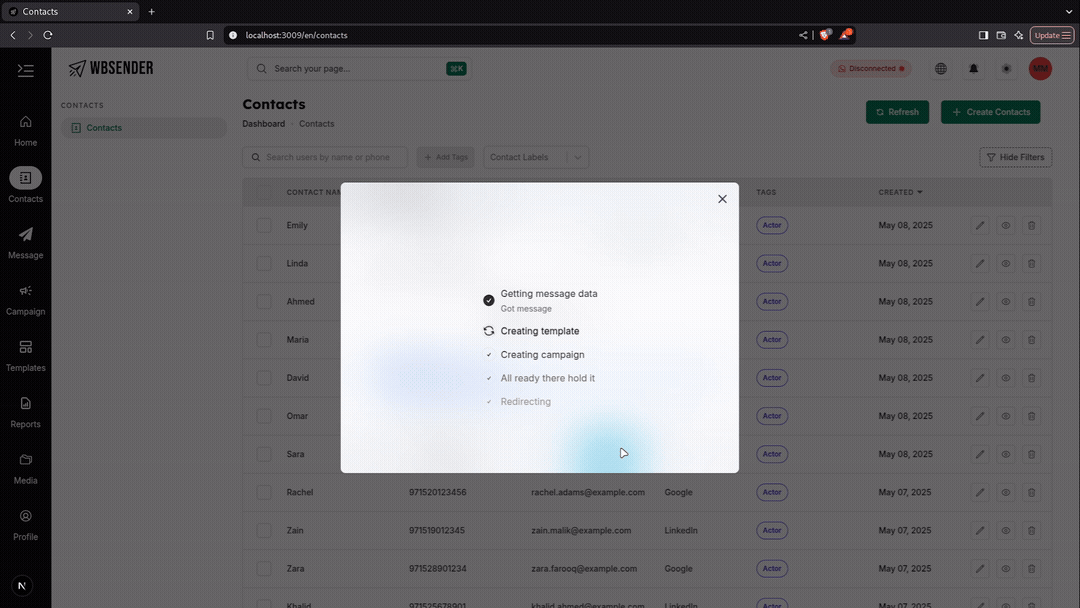 Contacts
localhost:3009/en/contacts
Update
WBSENDER
Search your page...
⌘K
Disconnected
MM
Home
Contacts
Message
Campaign
Templates
Reports
Media
Profile
N
CONTACTS
Contacts
Contacts
Dashboard
Contacts
Refresh
Create Contacts
Search users by name or phone
Add Tags
Contact Labels
Hide Filters
CONTACT NAM
TAGS
CREATED
Emily
Actor
May 08, 2025
Linda
Actor
May 08, 2025
Ahmed
Actor
May 08, 2025
Maria
Actor
May 08, 2025
David
Actor
May 08, 2025
Omar
Actor
May 08, 2025
Sara
Actor
May 08, 2025
Rachel 971520123456 rachel.adams@example.com Google Actor May 07, 2025
Zain 971519012345 zain.malik@example.com LinkedIn Actor May 07, 2025
Zara 971528901234 zara.farooq@example.com Google Actor May 07, 2025
Khalid 971525678901 khalid.ahmed@example.com LinkedIn Actor May 07, 2025
Getting message data
Got message
Creating template
Creating campaign
All ready there hold it
Redirecting